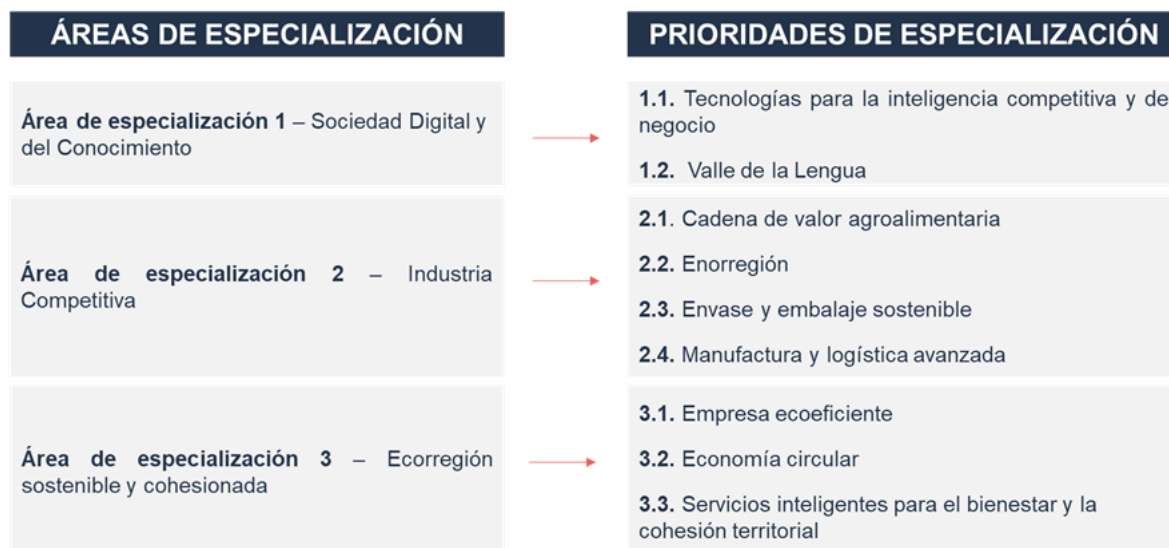 ÁREAS DE ESPECIALIZACIÓN
PRIORIDADES DE ESPECIALIZACIÓN
Área de especialización 1 – Sociedad Digital y
del Conocimiento
1.1. Tecnologías para la inteligencia competitiva y de
negocio
1.2. Valle de la Lengua
Área de especialización 2 – Industria
Competitiva
2.1. Cadena de valor agroalimentaria
2.2. Enorregión
2.3. Envase y embalaje sostenible
2.4. Manufactura y logística avanzada
Área de especialización 3 – Ecorregión
sostenible y cohesionada
3.1. Empresa ecoeficiente
3.2. Economía circular
3.3. Servicios inteligentes para el bienestar y la
cohesión territorial